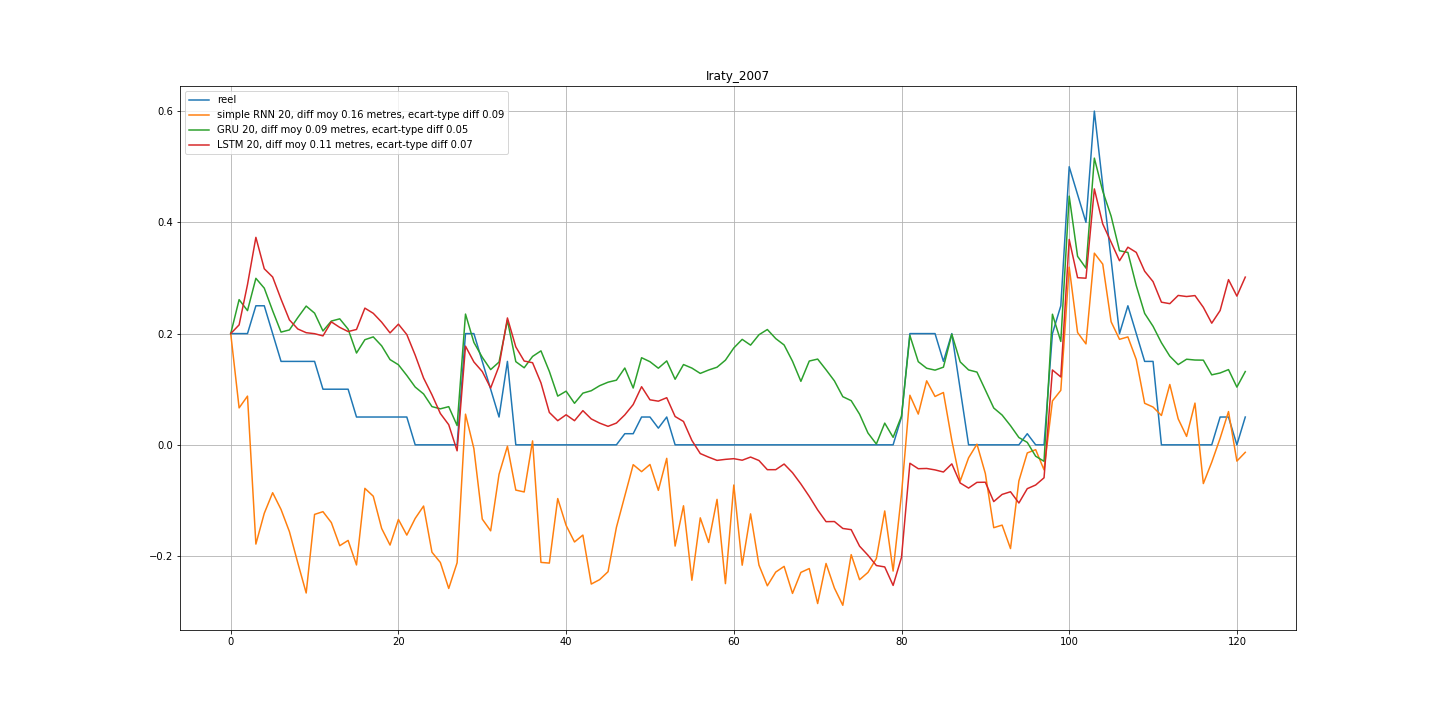 Iraty_2007
reel
simple RNN 20, diff moy 0.16 metres, ecart-type diff 0.09
GRU 20, diff moy 0.09 metres, ecart-type diff 0.05
LSTM 20, diff moy 0.11 metres, ecart-type diff 0.07
0.6
0.4
0.2
0.0
−0.2
0 20 40 60 80 100 120